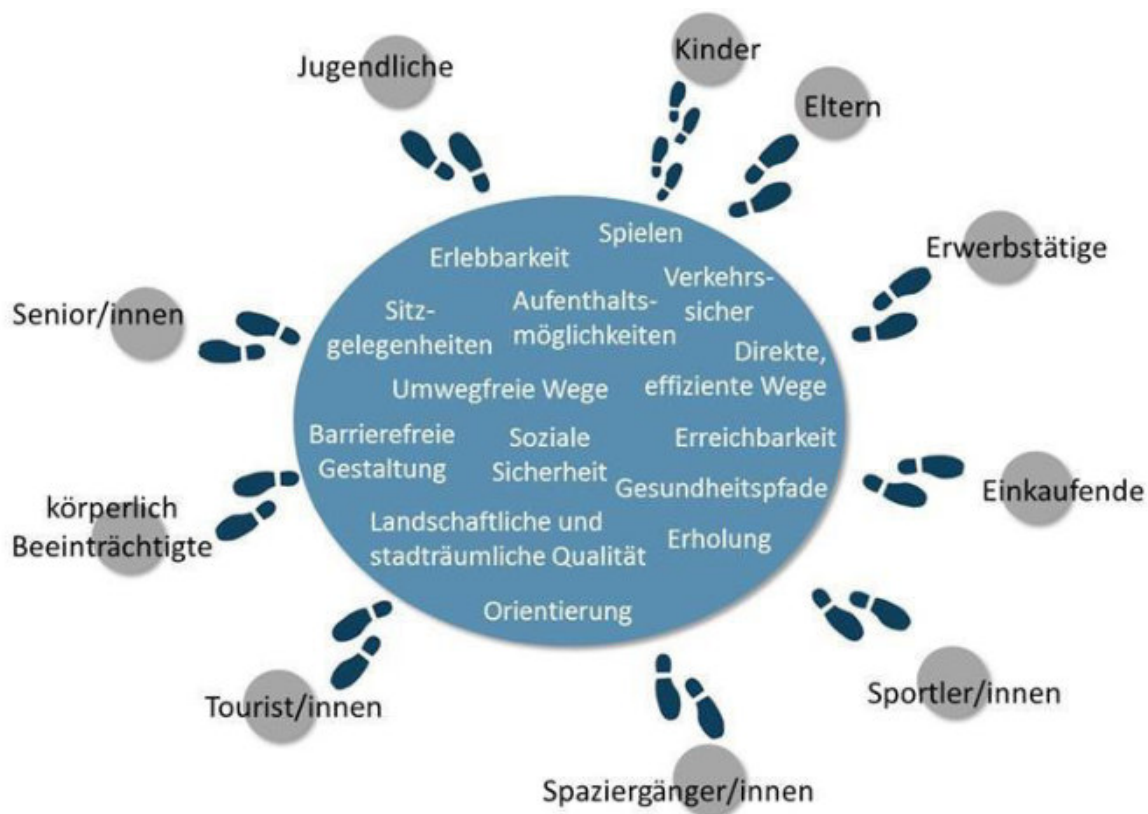 Kinder
Jugendliche
Eltern
Erwerbstätige
Senior/innen
Einkaufende
körperlich
Beeinträchtigte
Sportler/innen
Tourist/innen
Spaziergänger/innen
Spielen
Erlebbarkeit
Verkehrs-
sicher
Aufenthalts-
möglichkeiten
Sitz-
gelegenheiten
Direkte,
effiziente Wege
Umwegfreie Wege
Barrierefreie
Gestaltung
Soziale
Sicherheit
Erreichbarkeit
Gesundheitspfade
Landschaftliche und
stadträumliche Qualität
Erholung
Orientierung